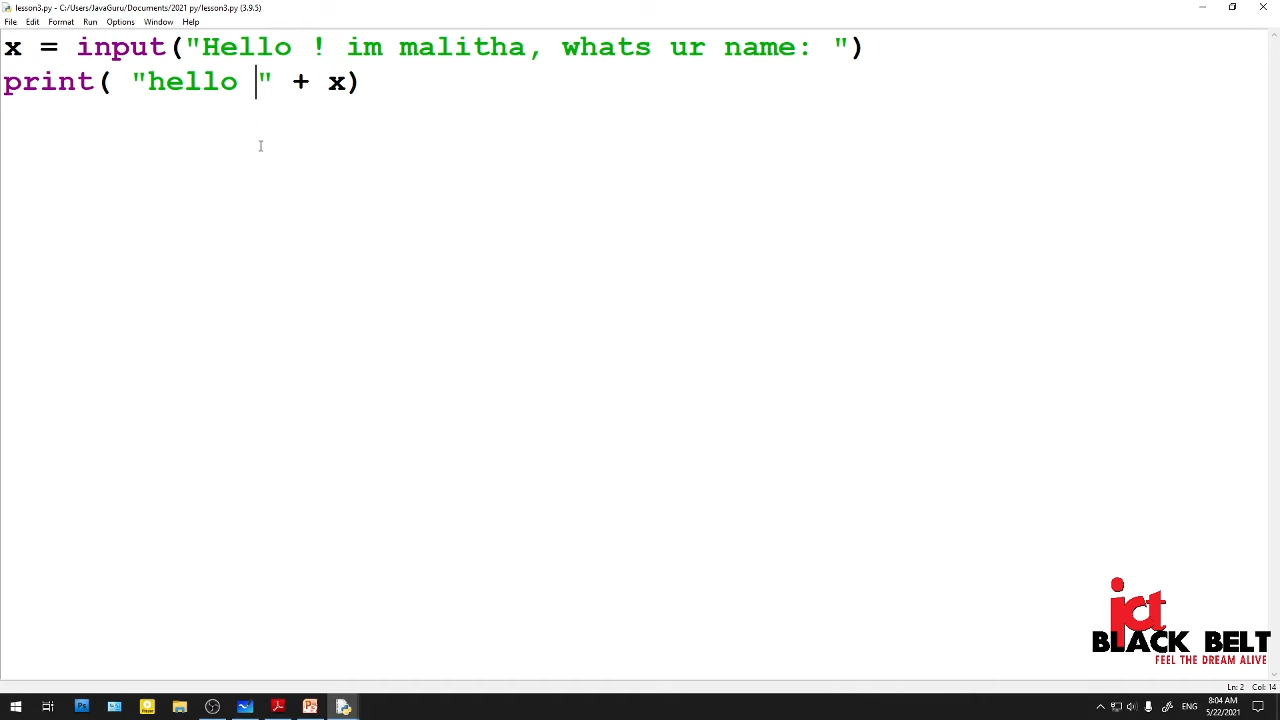 lesson3.py - C:/Users/JavaGuru/Documents/2021 py/lesson3.py (3.9.5)
File Edit Format Run Options Window Help
x = input("Hello ! im malitha, whats ur name: ")
print( "hello " + x)
ict
BLACK BELT
FEEL THE DREAM ALIVE
Ln: 2 Col: 14
ENG
8:04 AM
5/22/2021